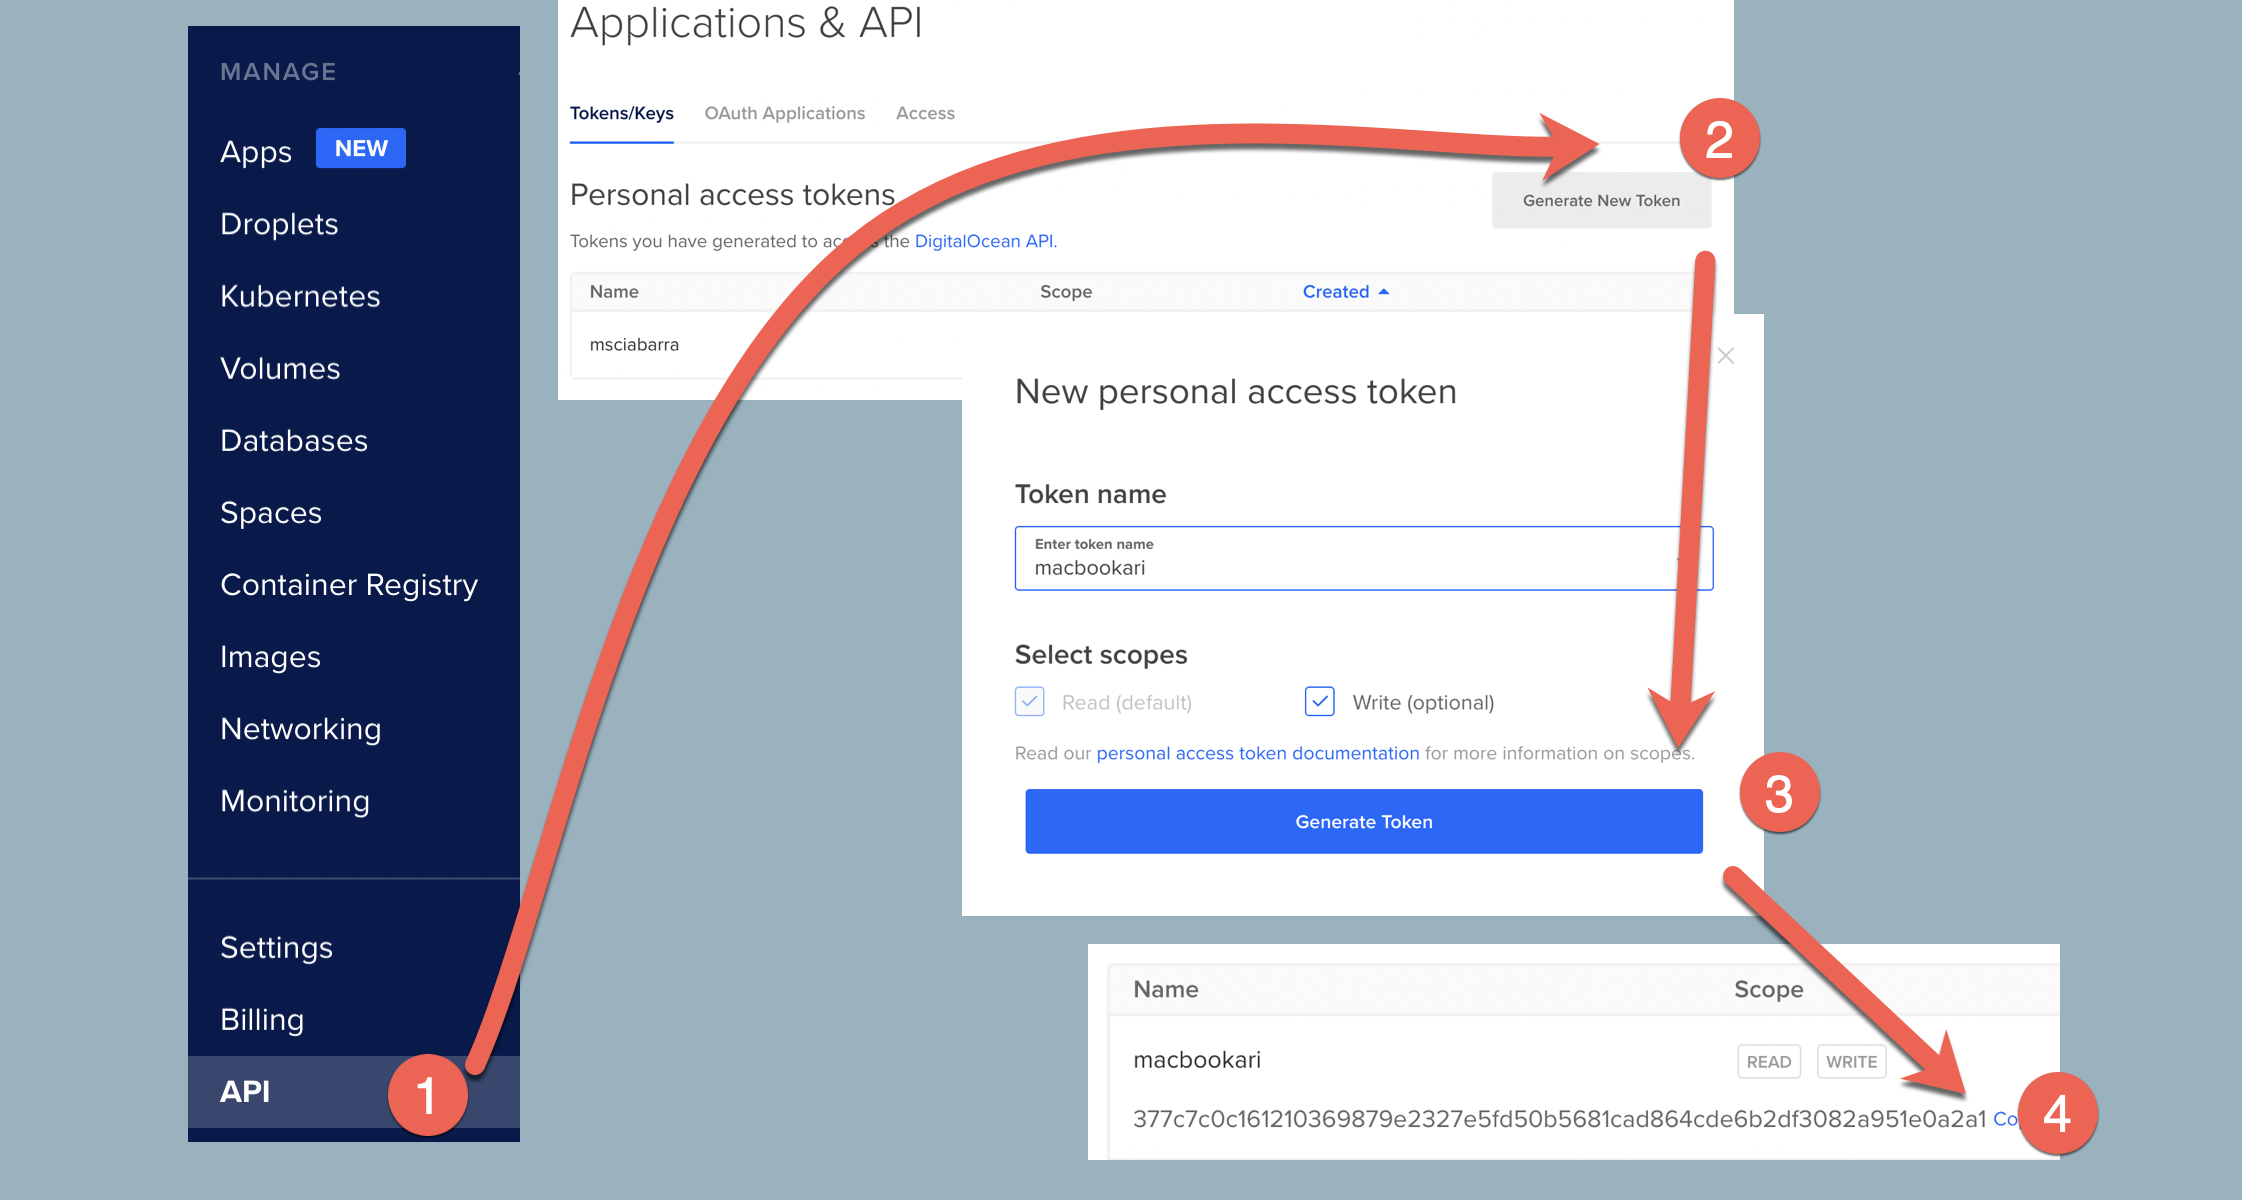 MANAGE
Apps NEW
Droplets
Kubernetes
Volumes
Databases
Spaces
Container Registry
Images
Networking
Monitoring
Settings
Billing
API
1
Applications & API
Tokens/Keys OAuth Applications Access
2
Personal access tokens
Generate New Token
Tokens you have generated to access the DigitalOcean API.
Name Scope Created
msciabarra
New personal access token
Token name
Enter token name
macbookari
Select scopes
Read (default) Write (optional)
Read our personal access token documentation for more information on scopes.
3
Generate Token
Name Scope
macbookari READ WRITE
377c7c0c161210369879e2327e5fd50b5681cad864cde6b2df3082a951e0a2a1
4